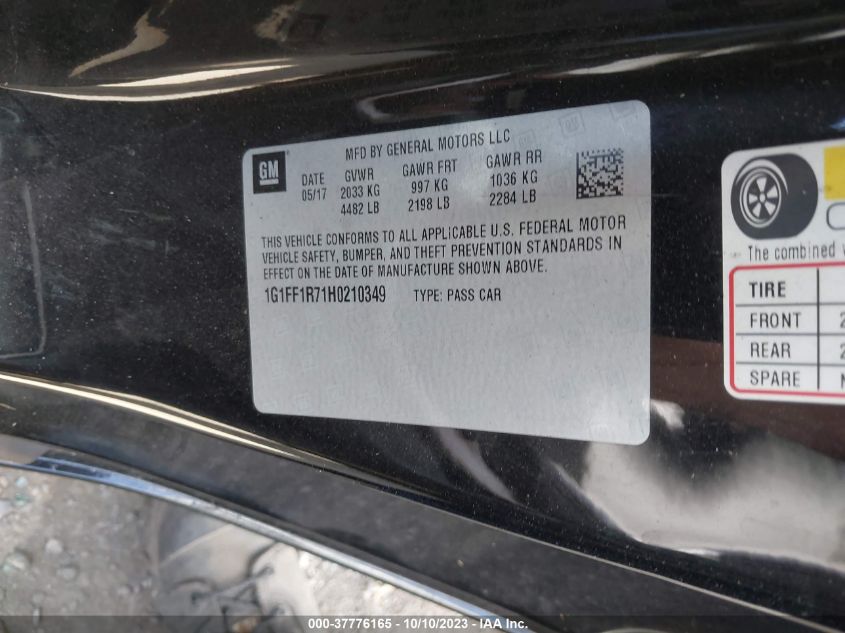 GM
MFD BY GENERAL MOTORS LLC
DATE GVWR GAWR FRT GAWR RR
05/17 2033 KG 997 KG 1036 KG
4482 LB 2198 LB 2284 LB
THIS VEHICLE CONFORMS TO ALL APPLICABLE U.S. FEDERAL MOTOR
VEHICLE SAFETY, BUMPER, AND THEFT PREVENTION STANDARDS IN
EFFECT ON THE DATE OF MANUFACTURE SHOWN ABOVE.
1G1FF1R71H0210349 TYPE: PASS CAR
The combined
TIRE
FRONT 2
REAR 2
SPARE
000-37776165 - 10/10/2023 - IAA Inc.